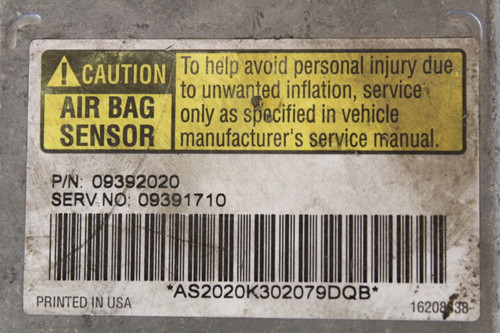 CAUTION
AIR BAG
SENSOR
To help avoid personal injury due
to unwanted inflation, service
only as specified in vehicle
manufacturer's service manual.
P/N: 09392020
SERV NO: 09391710
*AS2020K302079DQB*
PRINTED IN USA